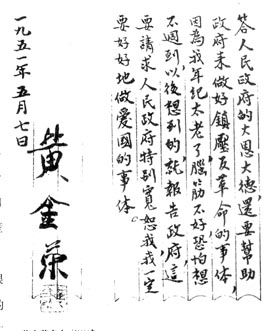 答人民政府的大恩大德，還要幫助
政府來做好鎮壓反革命的事体，
因為我年紀太老了，腦筋不好，恐怕想
不週到，以後想到的，就報告政府，這
要請求人民政府特別寬恕我，我一定
要好好地做愛國的事体。
黃金榮
一九五一年五月七日